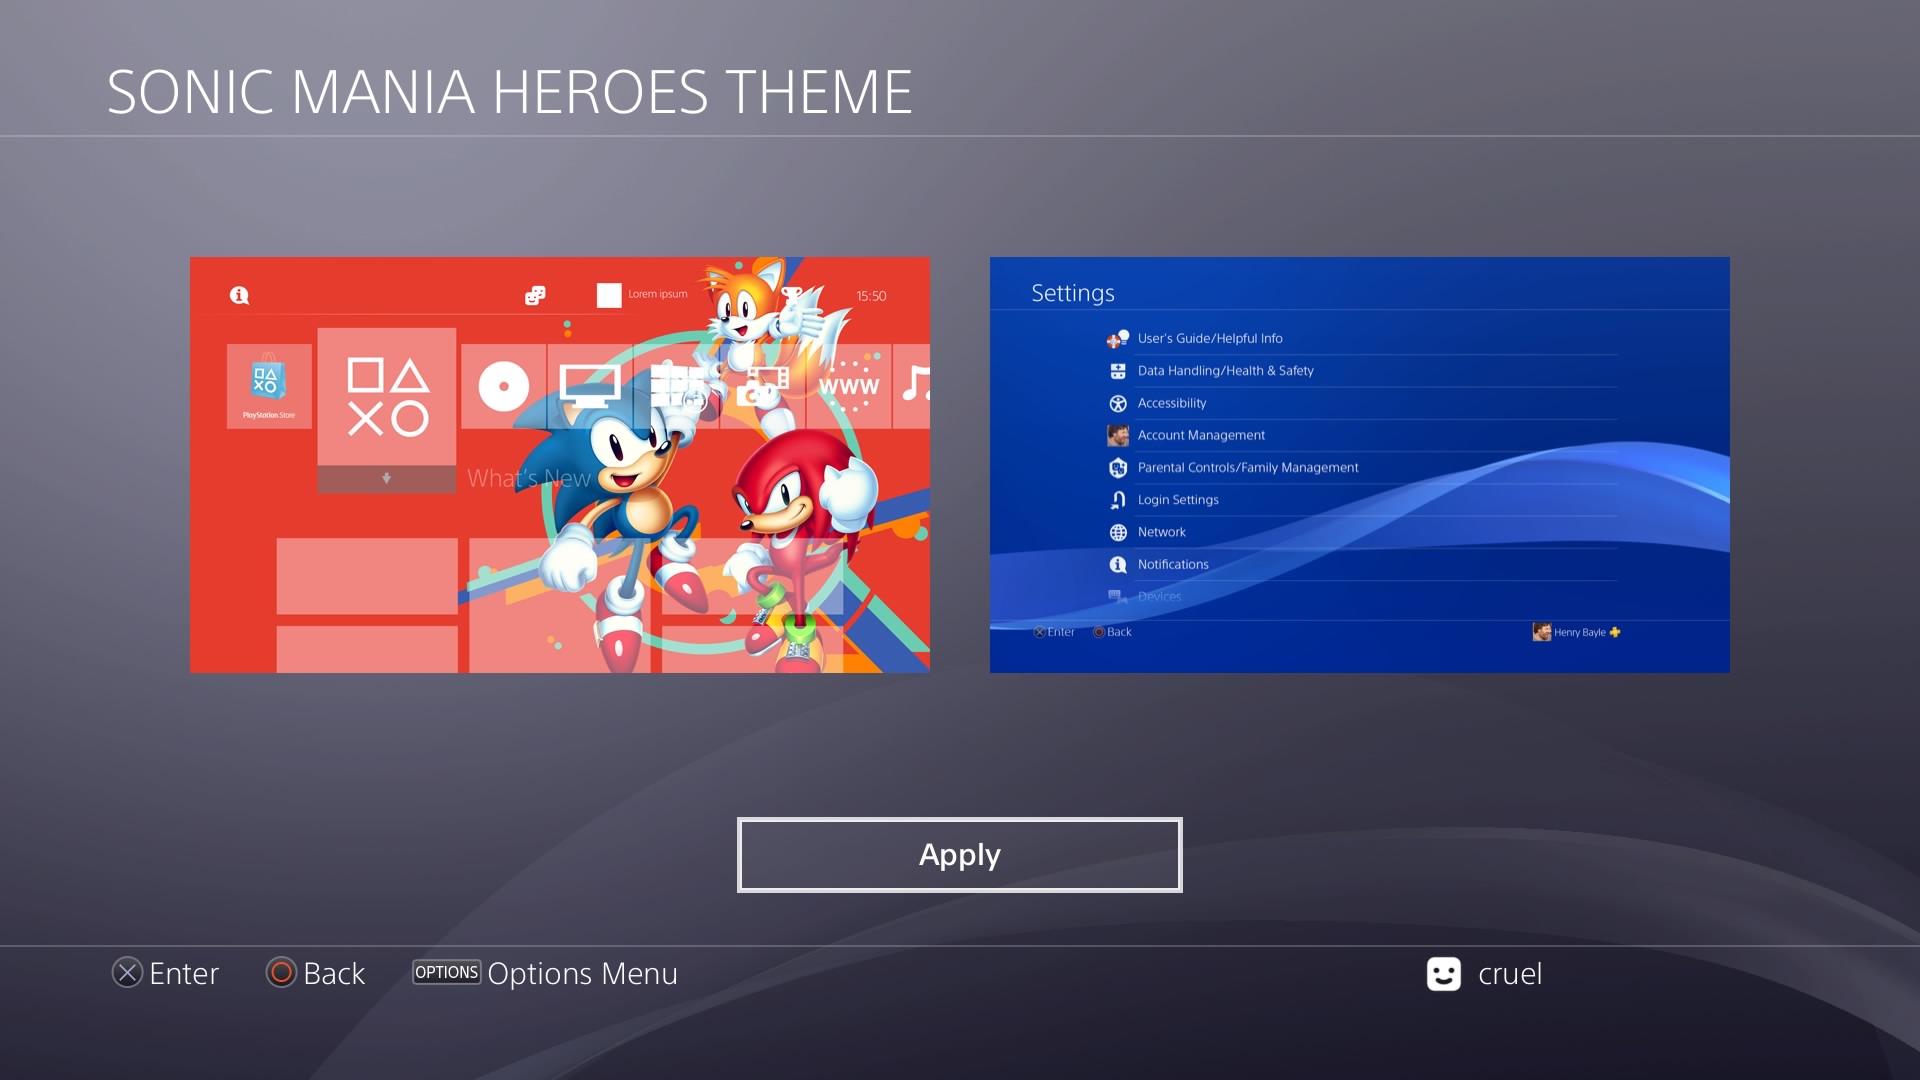 SONIC MANIA HEROES THEME
Lorem ipsum
15:50
PlayStation Store
WWW
What's New
Settings
User's Guide/Helpful Info
Data Handling/Health & Safety
Accessibility
Account Management
Parental Controls/Family Management
Login Settings
Network
Notifications
Devices
Enter Back
Henry Bayle
Apply
Enter Back OPTIONS Options Menu
cruel